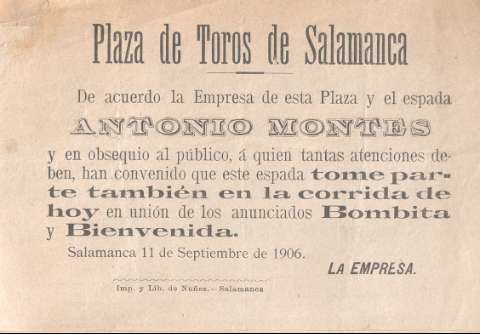 Plaza de Toros de Salamanca
De acuerdo la Empresa de esta Plaza y el espada
ANTONIO MONTES
y en obsequio al público, á quien tantas atenciones de-
ben, han convenido que este espada tome par-
te también en la corrida de
hoy en unión de los anunciados Bombita
y Bienvenida.
Salamanca 11 de Septiembre de 1906.
LA EMPRESA.
Imp. y Lib. de Núñez.—Salamanca